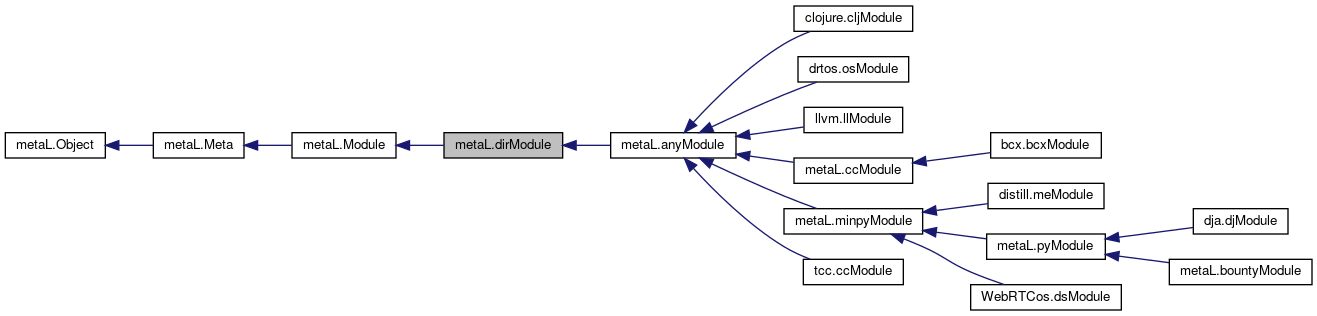 metaL.Object
metaL.Meta
metaL.Module
metaL.dirModule
metaL.anyModule
clojure.cljModule
drtos.osModule
llvm.llModule
metaL.ccModule
bcx.bcxModule
metaL.minpyModule
distill.meModule
metaL.pyModule
dja.djModule
metaL.bountyModule
WebRTCos.dsModule
tcc.ccModule